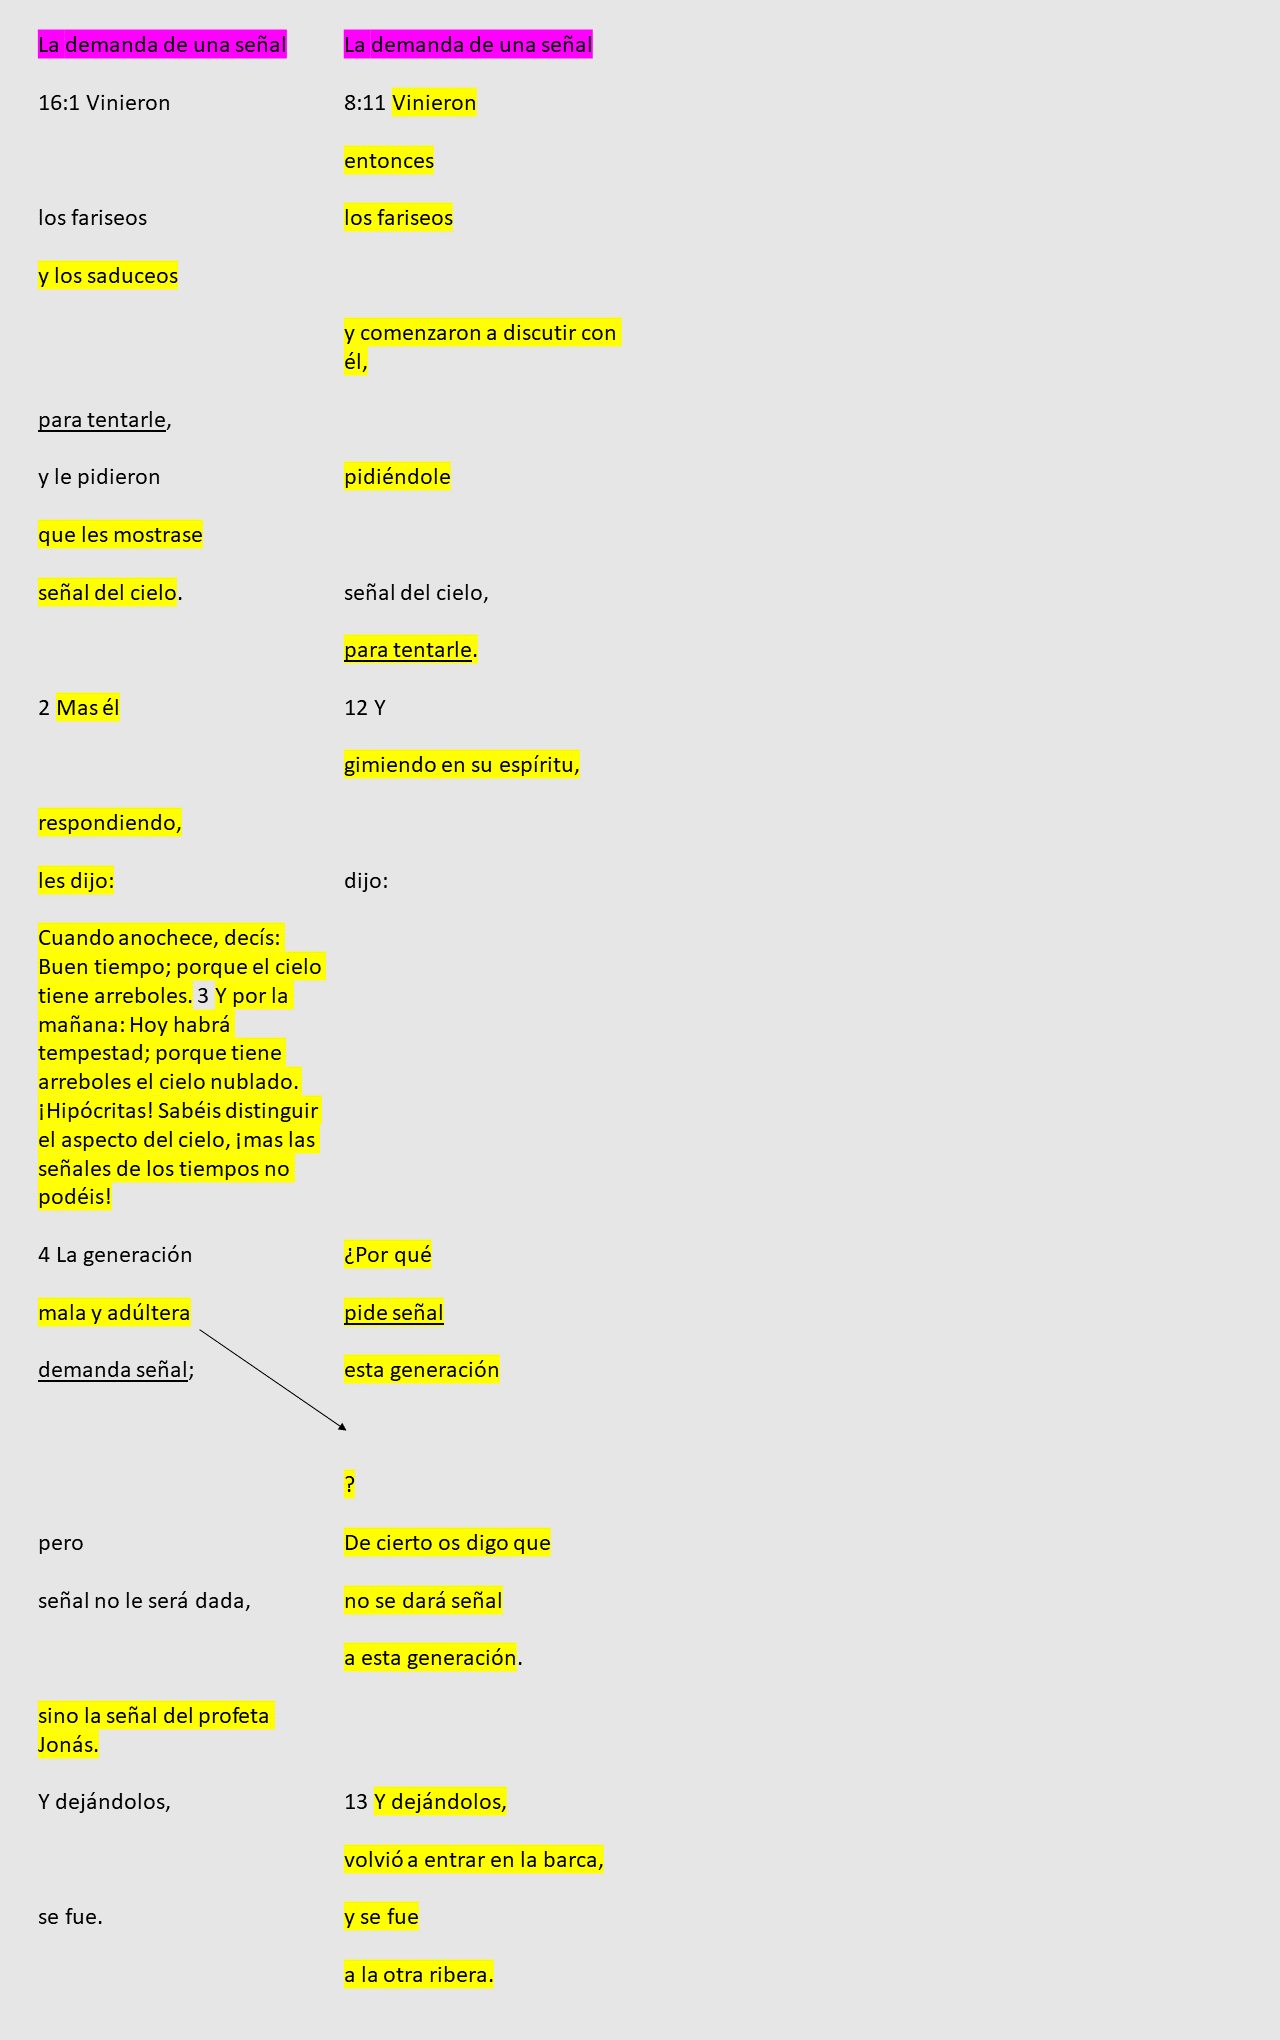 La demanda de una señal
La demanda de una señal
16:1 Vinieron
8:11 Vinieron
entonces
los fariseos
los fariseos
y los saduceos
y comenzaron a discutir con
él,
para tentarle,
y le pidieron
pidiéndole
que les mostrase
señal del cielo.
señal del cielo,
para tentarle.
2 Mas él
12 Y
gimiendo en su espíritu,
respondiendo,
les dijo:
dijo:
Cuando anochece, decís:
Buen tiempo; porque el cielo
tiene arreboles. 3 Y por la
mañana: Hoy habrá
tempestad; porque tiene
arreboles el cielo nublado.
¡Hipócritas! Sabéis distinguir
el aspecto del cielo, ¡mas las
señales de los tiempos no
podéis!
4 La generación
¿Por qué
mala y adúltera
pide señal
demanda señal;
esta generación
?
pero
De cierto os digo que
señal no le será dada,
no se dará señal
a esta generación.
sino la señal del profeta
Jonás.
Y dejándolos,
13 Y dejándolos,
volvió a entrar en la barca,
se fue.
y se fue
a la otra ribera.